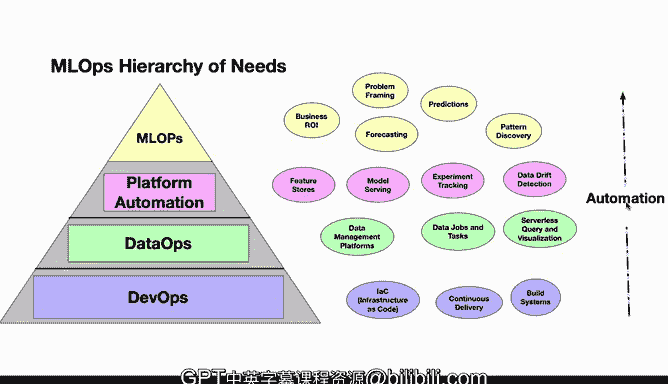 MLOps Hierarchy of Needs
MLOPs
Platform
Automation
DataOps
DevOps
Business
ROI
Problem
Framing
Forecasting
Predictions
Pattern
Discovery
Feature
Stores
Model
Serving
Experiment
Tracking
Data Drift
Detection
Data
Management
Platforms
Data Jobs and
Tasks
Serverless
Query and
Visualization
IaC
(Infrastructure
as Code)
Continuous
Delivery
Build
Systems
Automation
GPT中英字幕课程资源@bilibili.com